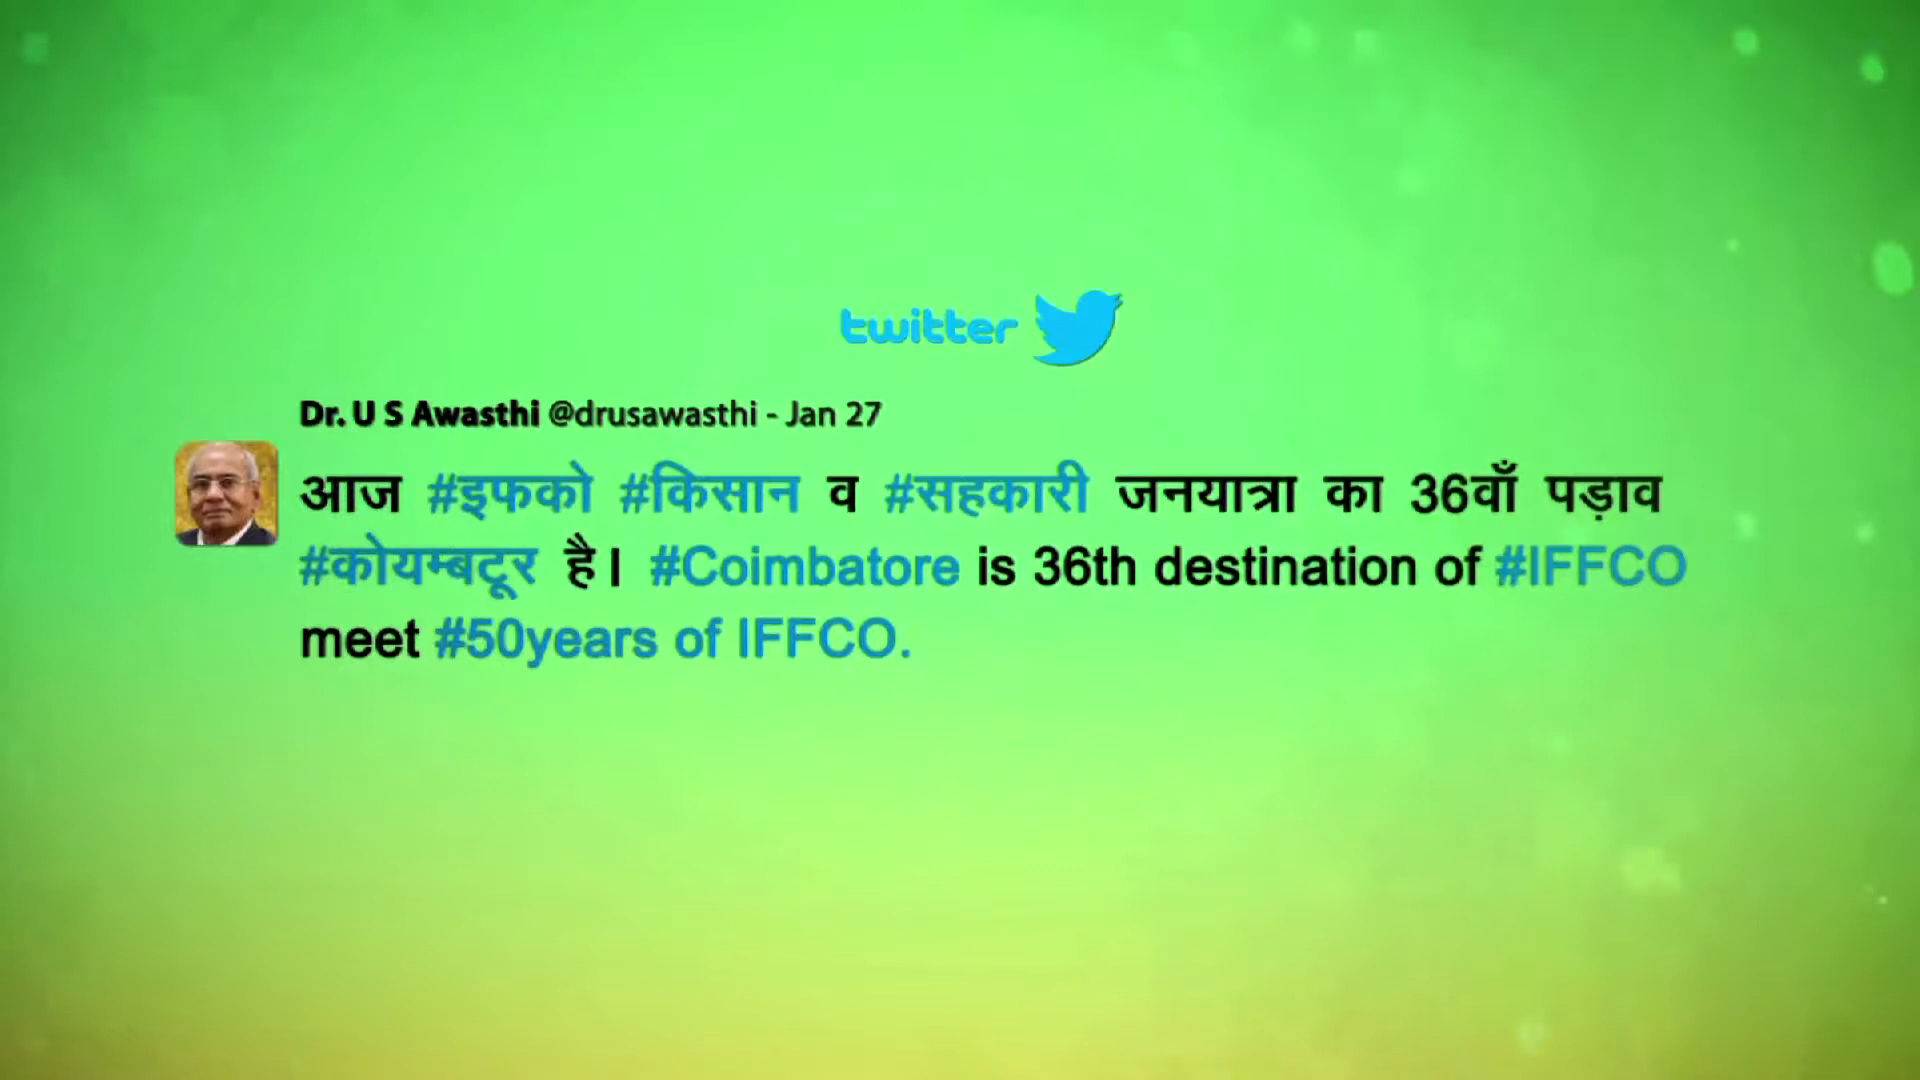 twitter
Dr. U S Awasthi @drusawasthi - Jan 27
आज #इफको #किसान व #सहकारी जनयात्रा का 36वाँ पड़ाव
#कोयम्बटूर है। #Coimbatore is 36th destination of #IFFCO
meet #50years of IFFCO.